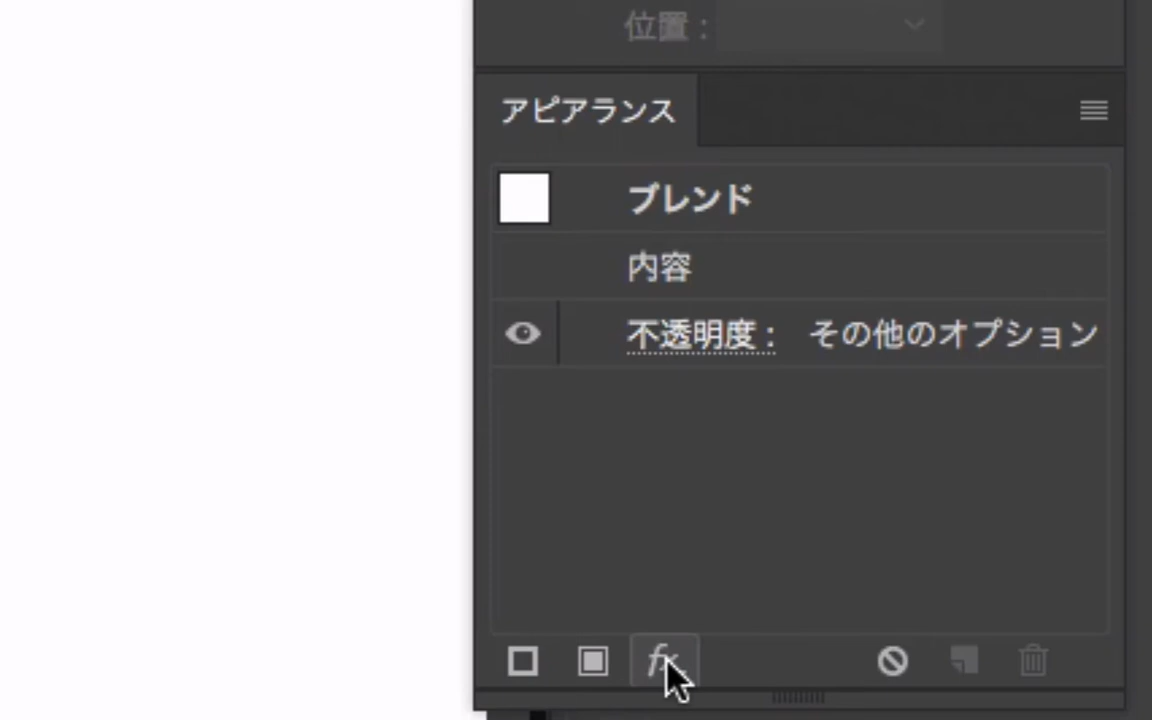 位置：
アピアランス
ブレンド
内容
不透明度： その他のオプション
fx